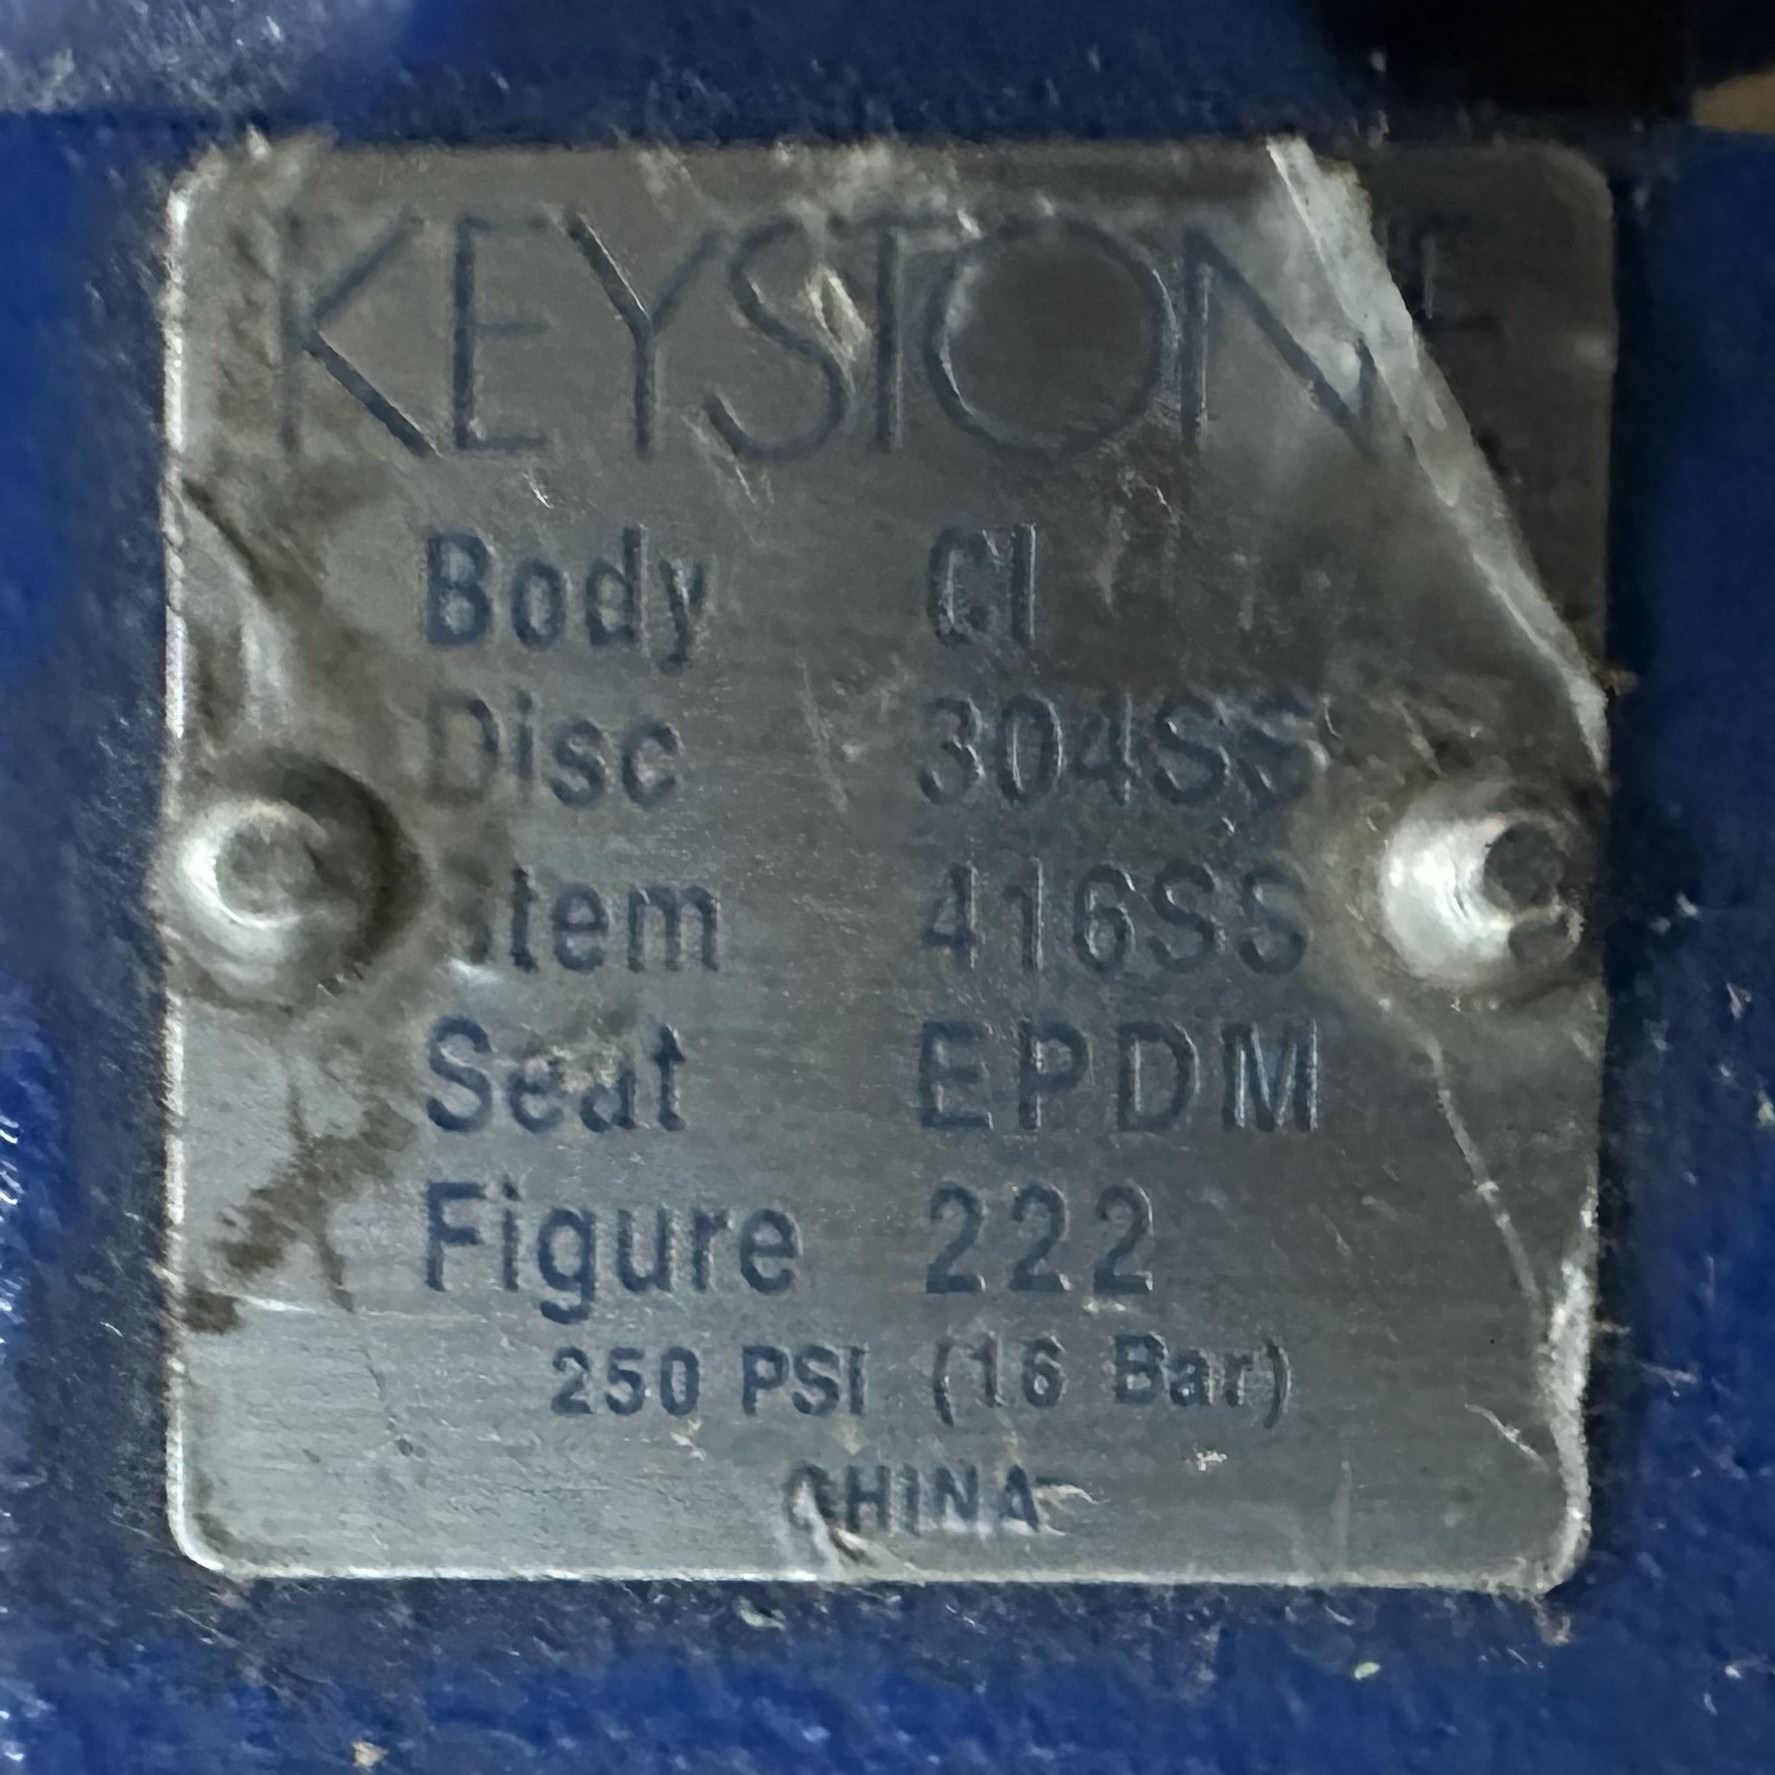 KEYSTONE
Body CI
Disc 304SS
Stem 416SS
Seat EPDM
Figure 222
250 PSI (16 Bar)
CHINA